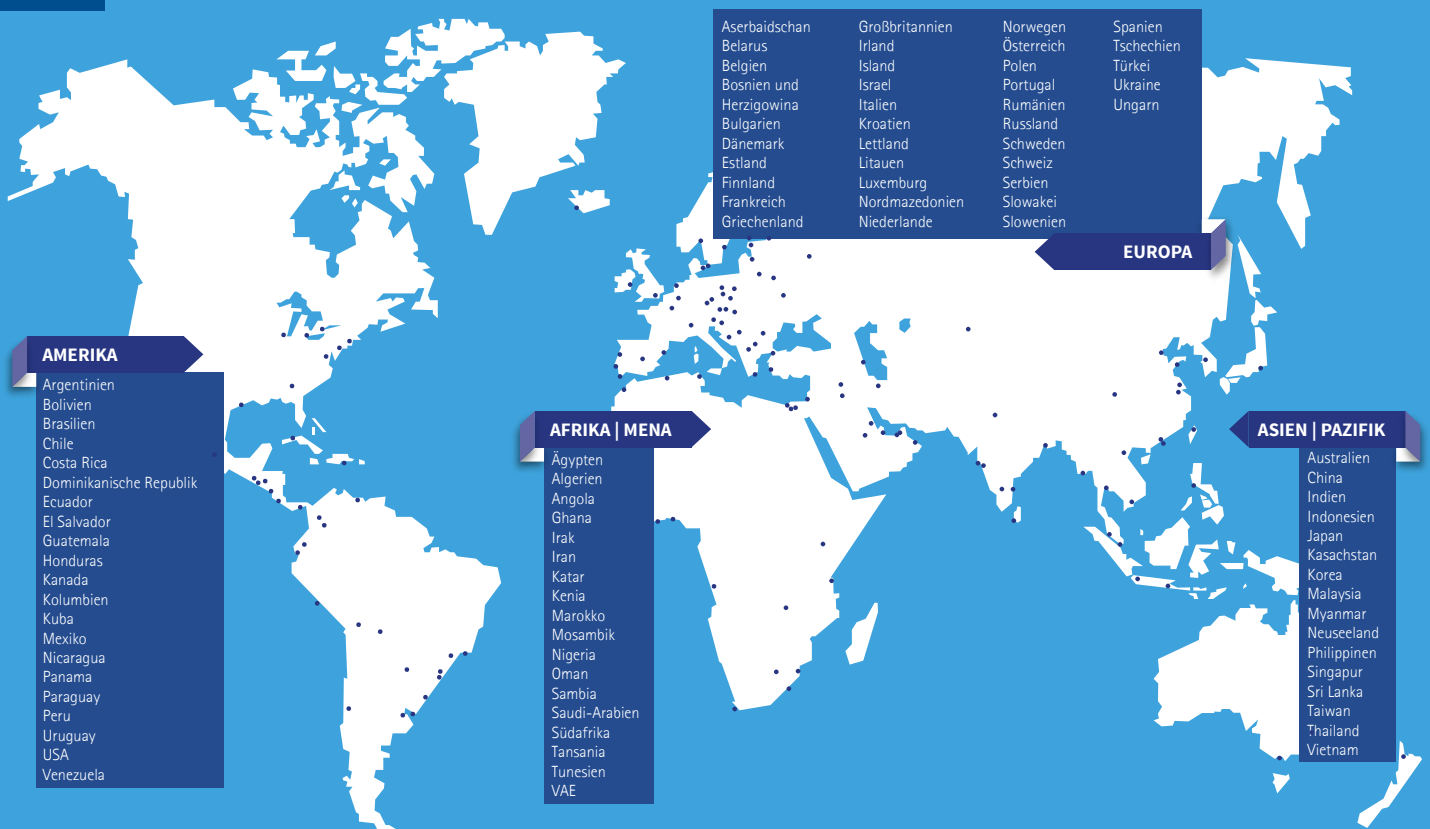 Aserbaidschan
Belarus
Belgien
Bosnien und
Herzigowina
Bulgarien
Dänemark
Estland
Finnland
Frankreich
Griechenland
Großbritannien
Irland
Island
Israel
Italien
Kroatien
Lettland
Litauen
Luxemburg
Nordmazedonien
Niederlande
Norwegen
Österreich
Polen
Portugal
Rumänien
Russland
Schweden
Schweiz
Serbien
Slowakei
Slowenien
Spanien
Tschechien
Türkei
Ukraine
Ungarn
EUROPA
AMERIKA
Argentinien
Bolivien
Brasilien
Chile
Costa Rica
Dominikanische Republik
Ecuador
El Salvador
Guatemala
Honduras
Kanada
Kolumbien
Kuba
Mexiko
Nicaragua
Panama
Paraguay
Peru
Uruguay
USA
Venezuela
AFRIKA | MENA
Ägypten
Algerien
Angola
Ghana
Irak
Iran
Katar
Kenia
Marokko
Mosambik
Nigeria
Oman
Sambia
Saudi-Arabien
Südafrika
Tansania
Tunesien
VAE
ASIEN | PAZIFIK
Australien
China
Indien
Indonesien
Japan
Kasachstan
Korea
Malaysia
Myanmar
Neuseeland
Philippinen
Singapur
Sri Lanka
Taiwan
Thailand
Vietnam